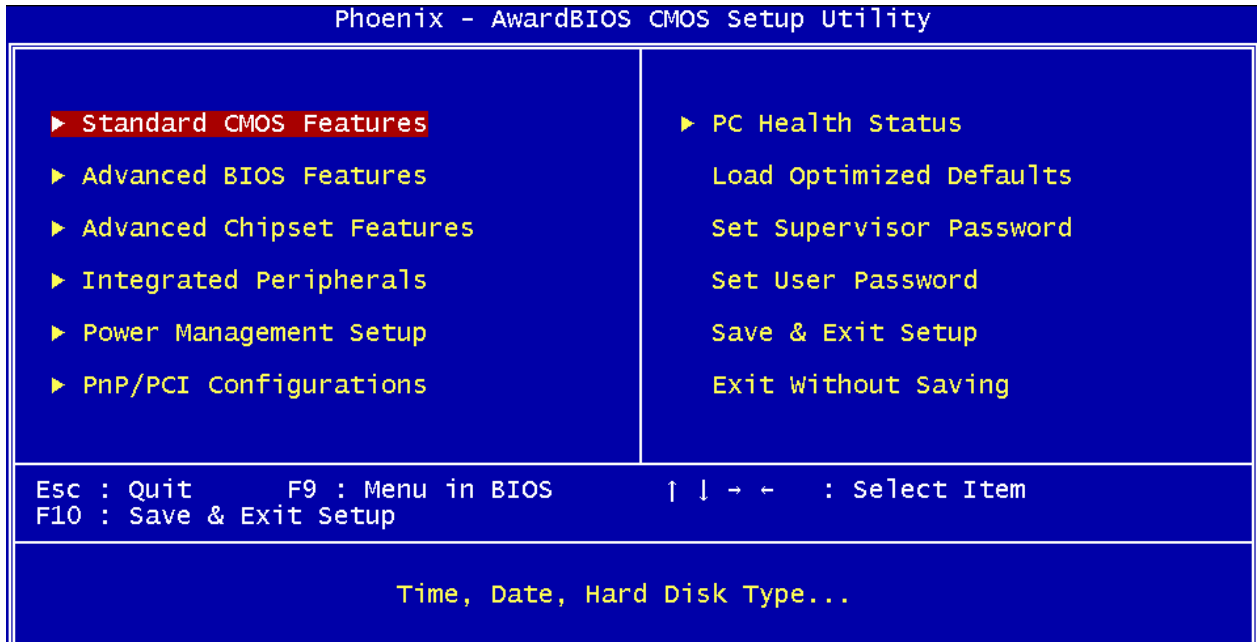 Phoenix - AwardBIOS CMOS Setup Utility
▶ Standard CMOS Features
▶ Advanced BIOS Features
▶ Advanced Chipset Features
▶ Integrated Peripherals
▶ Power Management Setup
▶ PnP/PCI Configurations
▶ PC Health Status
Load Optimized Defaults
Set Supervisor Password
Set User Password
Save & Exit Setup
Exit Without Saving
Esc : Quit F9 : Menu in BIOS ↑ ↓ → ← : Select Item
F10 : Save & Exit Setup
Time, Date, Hard Disk Type...